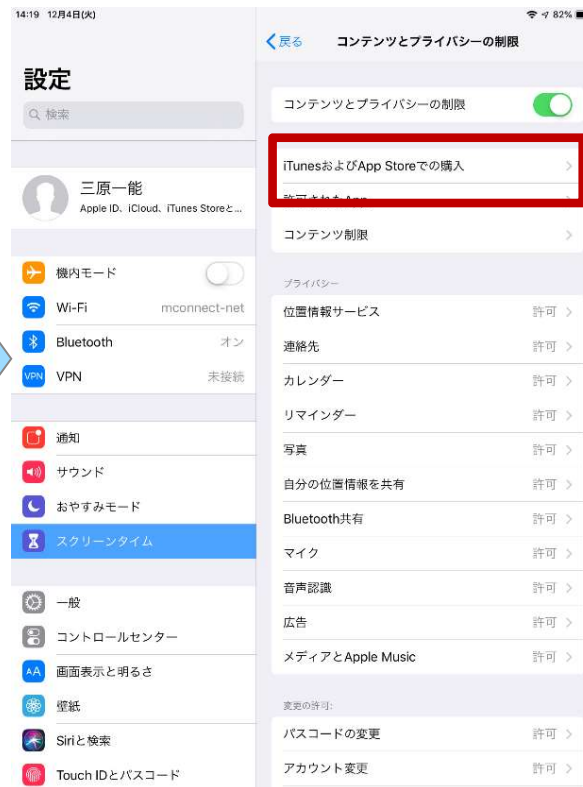 14:19 12月4日(火)
82%
設定
検索
三原一能
Apple ID、iCloud、iTunes Storeと...
機内モード
Wi-Fi mconnect-net
Bluetooth オン
VPN VPN 未接続
通知
サウンド
おやすみモード
スクリーンタイム
一般
コントロールセンター
AA 画面表示と明るさ
壁紙
Siriと検索
Touch IDとパスコード
戻る コンテンツとプライバシーの制限
コンテンツとプライバシーの制限
iTunesおよびApp Storeでの購入
許可されたApp
コンテンツ制限
プライバシー
位置情報サービス 許可
連絡先 許可
カレンダー 許可
リマインダー 許可
写真 許可
自分の位置情報を共有 許可
Bluetooth共有 許可
マイク 許可
音声認識 許可
広告 許可
メディアとApple Music 許可
変更の許可:
パスコードの変更 許可
アカウント変更 許可